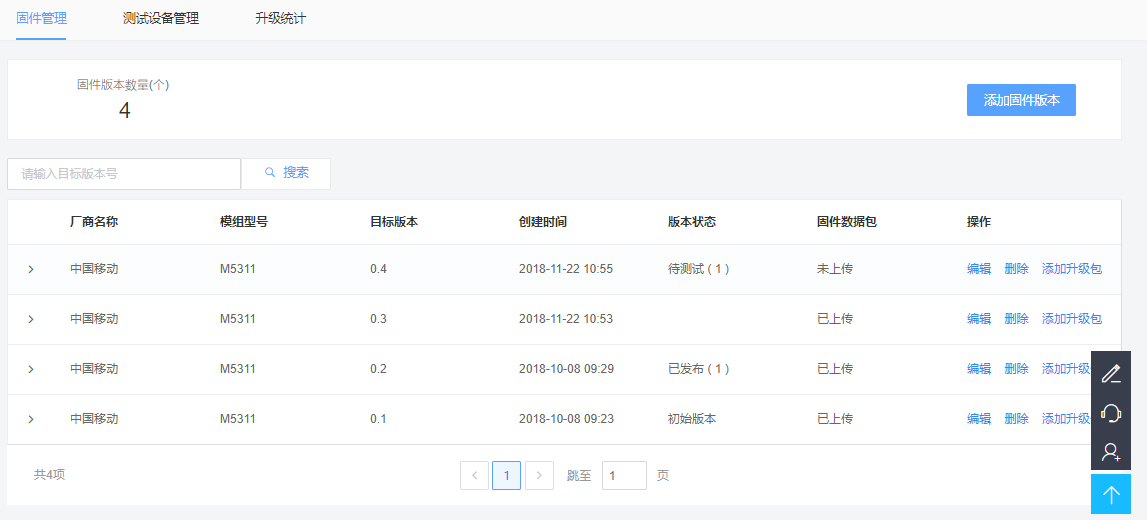 固件管理 测试设备管理 升级统计
固件版本数量(个)
4
添加固件版本
请输入目标版本号 搜索
厂商名称 模组型号 目标版本 创建时间 版本状态 固件数据包 操作
中国移动 M5311 0.4 2018-11-22 10:55 待测试 ( 1 ) 未上传 编辑 删除 添加升级包
中国移动 M5311 0.3 2018-11-22 10:53 已上传 编辑 删除 添加升级包
中国移动 M5311 0.2 2018-10-08 09:29 已发布 ( 1 ) 已上传 编辑 删除 添加升级
中国移动 M5311 0.1 2018-10-08 09:23 初始版本 已上传 编辑 删除 添加升级
共4项 1 跳至 1 页